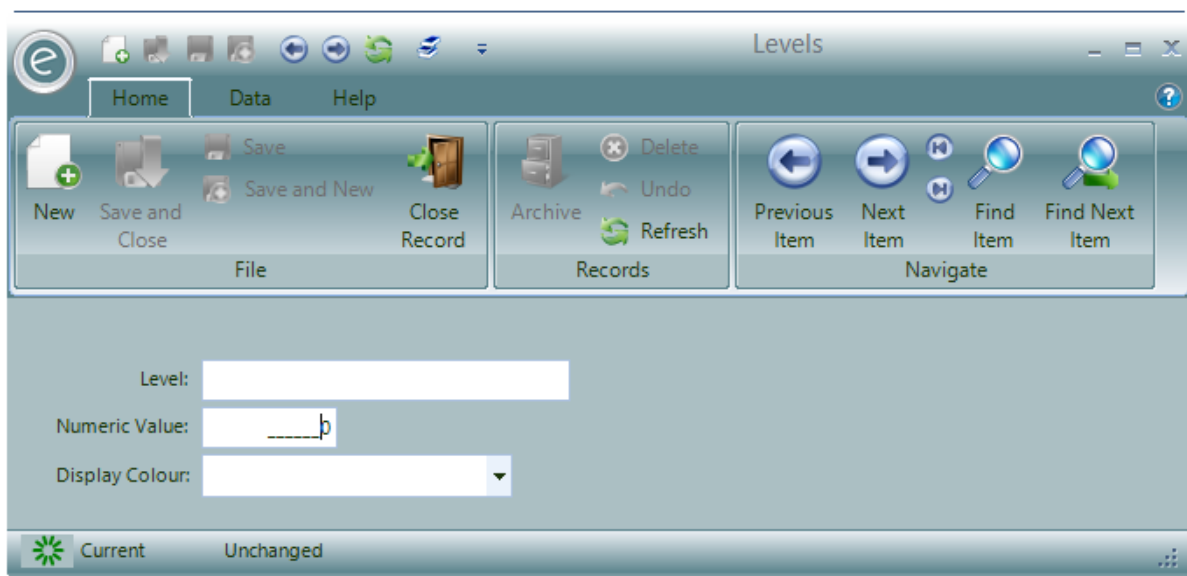 e
Levels
Home Data Help
Save
Save and New
New
Save and
Close
Close
Record
File
Archive
Delete
Undo
Refresh
Records
Previous
Item
Next
Item
Find
Item
Find Next
Item
Navigate
Level:
Numeric Value: ______0
Display Colour:
Current Unchanged